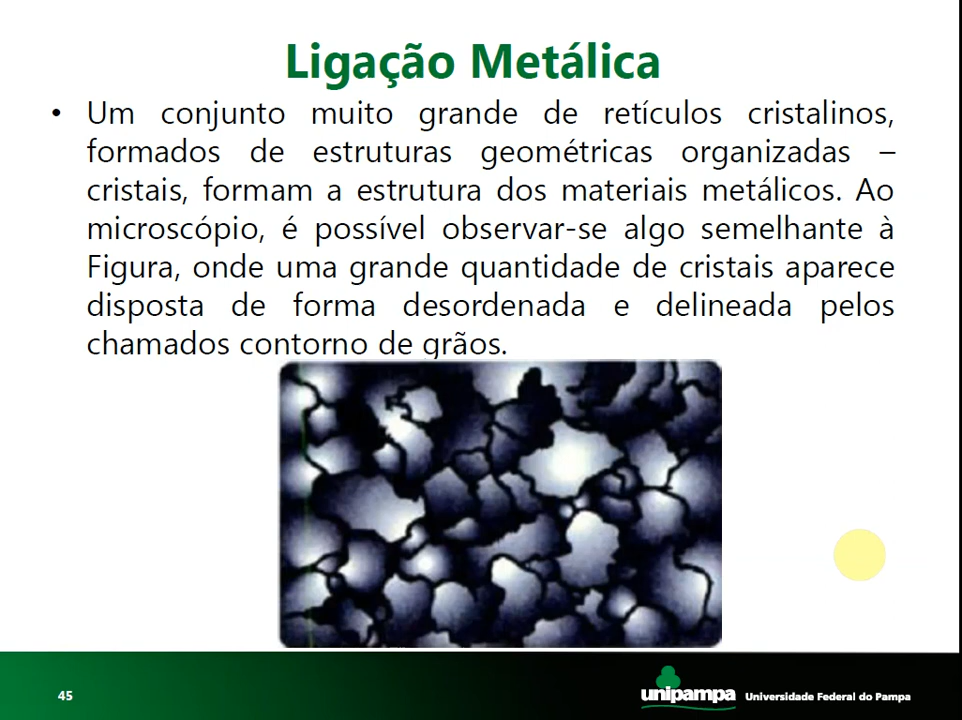 Ligação Metálica
• Um conjunto muito grande de retículos cristalinos,
formados de estruturas geométricas organizadas –
cristais, formam a estrutura dos materiais metálicos. Ao
microscópio, é possível observar-se algo semelhante à
Figura, onde uma grande quantidade de cristais aparece
disposta de forma desordenada e delineada pelos
chamados contorno de grãos.
45
unipampa Universidade Federal do Pampa